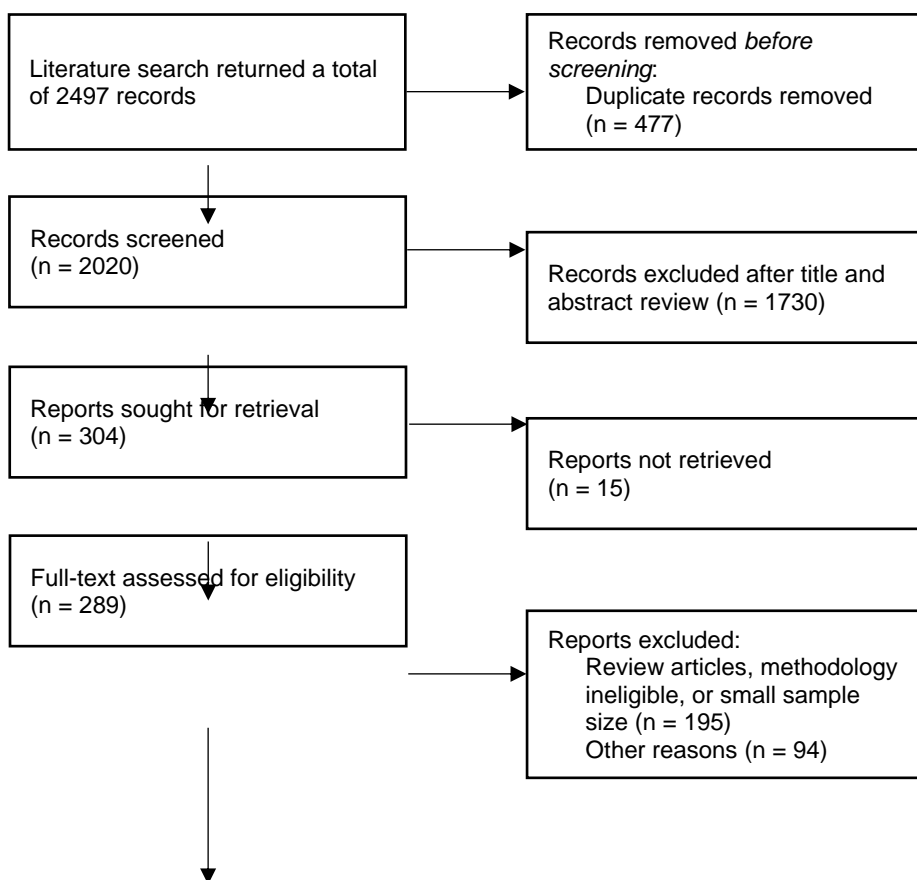 Literature search returned a total
of 2497 records
Records removed before
screening:
Duplicate records removed
(n = 477)
Records screened
(n = 2020)
Records excluded after title and
abstract review (n = 1730)
Reports sought for retrieval
(n = 304)
Reports not retrieved
(n = 15)
Full-text assessed for eligibility
(n = 289)
Reports excluded:
Review articles, methodology
ineligible, or small sample
size (n = 195)
Other reasons (n = 94)